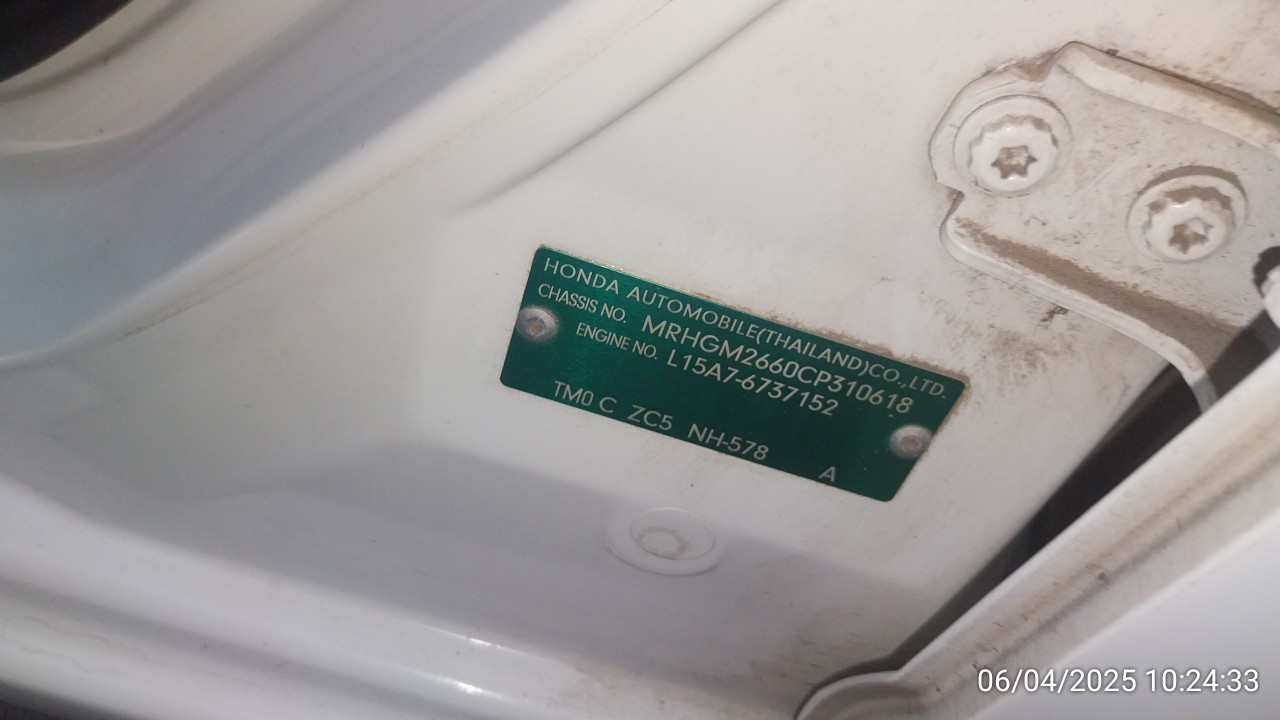 HONDA AUTOMOBILE(THAILAND)CO.,LTD.
CHASSIS NO. MRHGM2660CP310618
ENGINE NO. L15A7-6737152
TM0 C ZC5 NH-578 A
06/04/2025 10:24:33